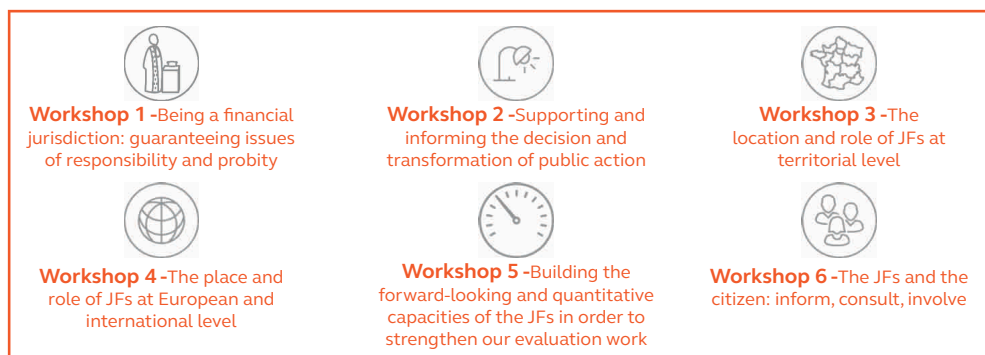 Workshop 1 -Being a financial
jurisdiction: guaranteeing issues
of responsibility and probity
Workshop 2 -Supporting and
informing the decision and
transformation of public action
Workshop 3 -The
location and role of JFs at
territorial level
Workshop 4 -The place and
role of JFs at European and
international level
Workshop 5 -Building the
forward-looking and quantitative
capacities of the JFs in order to
strengthen our evaluation work
Workshop 6 -The JFs and the
citizen: inform, consult, involve